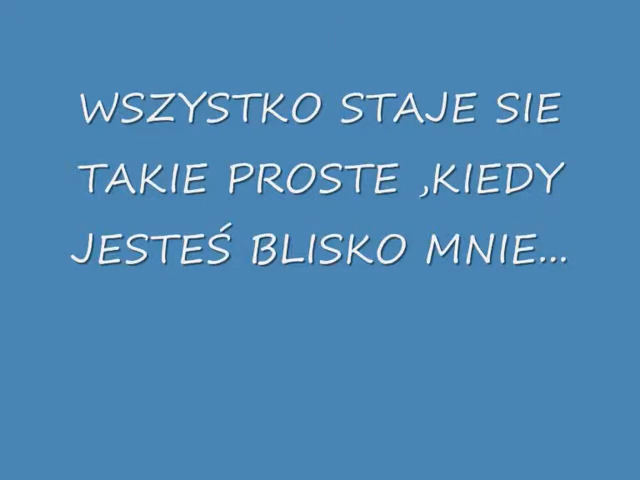 WSZYSTKO STAJE SIE
TAKIE PROSTE ,KIEDY
JESTEŚ BLISKO MNIE...